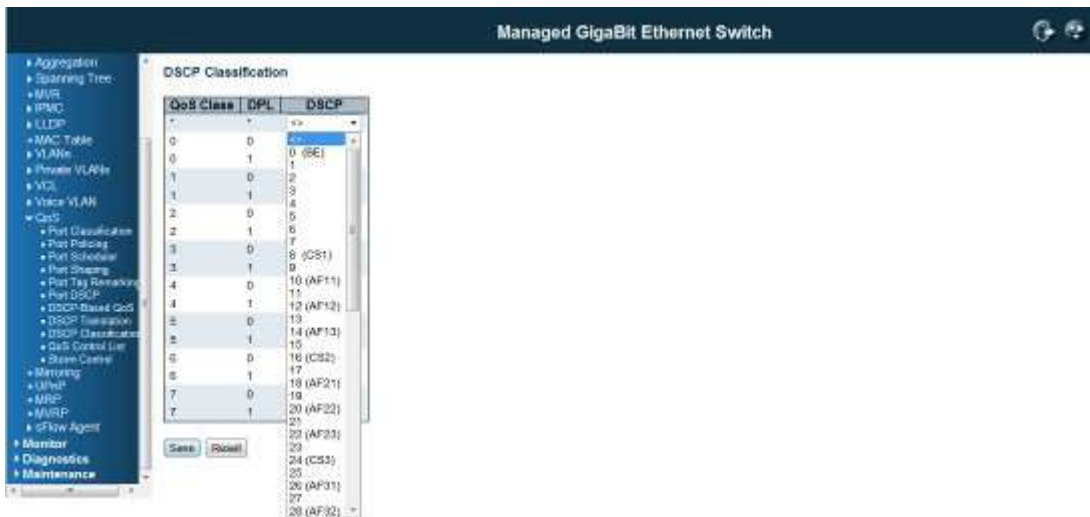 Managed GigaBit Ethernet Switch
Aggregation
Spanning Tree
MVR
IPMC
LLDP
MAC Table
VLANs
Private VLANs
VCL
Voice VLAN
QoS
Port Classification
Port Policing
Port Scheduler
Port Shaping
Port Tag Remarking
Port DSCP
DSCP-Based QoS
DSCP Translation
DSCP Classification
QoS Control List
Storm Control
Mirroring
UPnP
MRP
MVRP
sFlow Agent
Monitor
Diagnostics
Maintenance
DSCP Classification
QoS Class DPL DSCP
* * <>
0 0
0 1
1 0
1 1
2 0
2 1
3 0
3 1
4 0
4 1
5 0
5 1
6 0
6 1
7 0
7 1
<>
0 (BE)
1
2
3
4
5
6
7
8 (CS1)
9
10 (AF11)
11
12 (AF12)
13
14 (AF13)
15
16 (CS2)
17
18 (AF21)
19
20 (AF22)
21
22 (AF23)
23
24 (CS3)
25
26 (AF31)
27
28 (AF32)
Save Reset